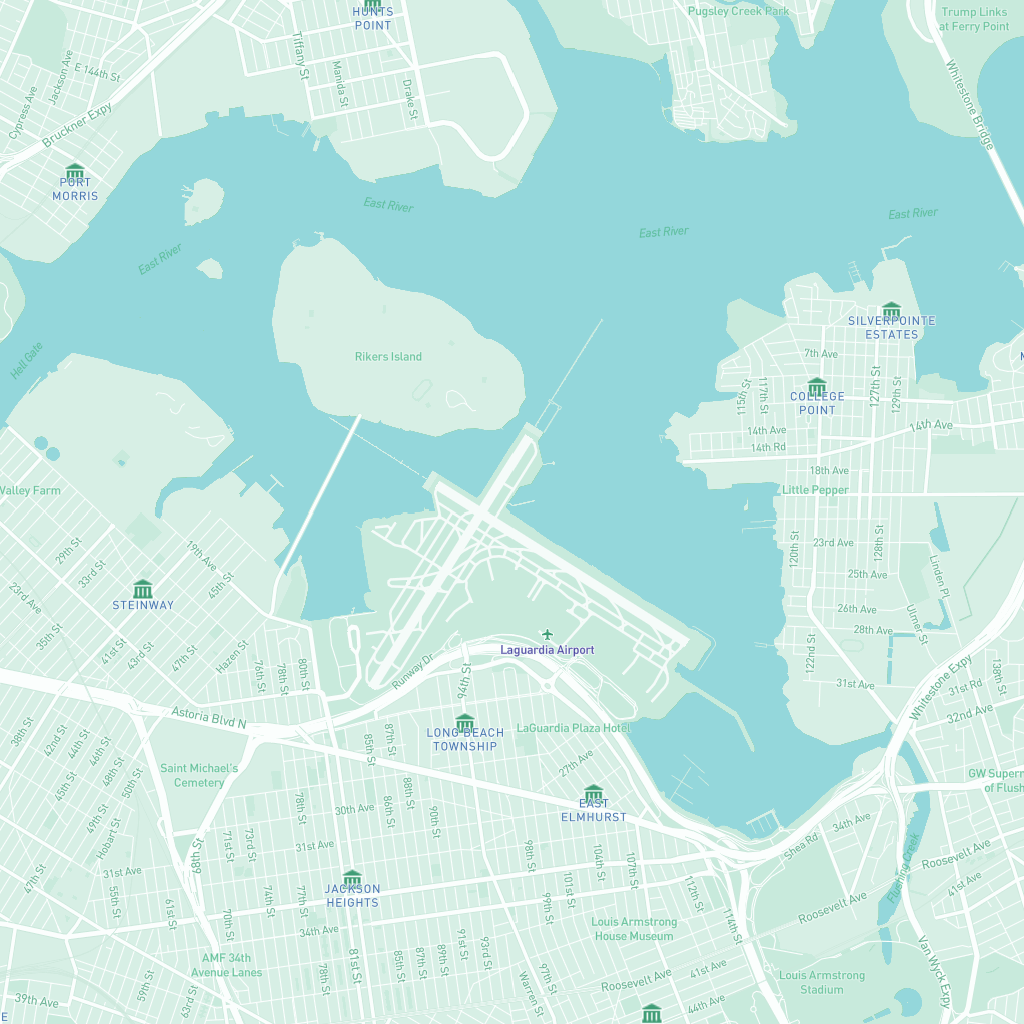 HUNTS
POINT
Pugsley Creek Park
Trump Links
at Ferry Point
Tiffany St
Jackson Ave
E 144th St
Manida St
Drake St
Cypress Ave
Bruckner Expy
Whitestone Bridge
PORT
MORRIS
East River
East River
East River
East River
SILVERPOINTE
ESTATES
Hell Gate
Rikers Island
7th Ave
127th St
129th St
115th St
117th St
COLLEGE
POINT
14th Ave
14th Ave
14th Rd
18th Ave
Valley Farm
Little Pepper
29th St
33rd St
19th Ave
45th St
23rd Ave
120th St
23rd Ave
128th St
25th Ave
Linden Pl
STEINWAY
26th Ave
28th Ave
Ulmer St
35th St
41st St
43rd St
47th St
Hazen St
76th St
78th St
80th St
Runway Dr
94th St
Laguardia Airport
122nd St
31st Ave
Whitestone Expy
138th St
31st Rd
32nd Ave
Astoria Blvd N
38th St
42nd St
44th St
46th St
48th St
50th St
45th St
49th St
LONG BEACH
TOWNSHIP
LaGuardia Plaza Hotel
85th St
87th St
27th Ave
Saint Michael's
Cemetery
EAST
ELMHURST
GW Superm
of Flush
Hobart St
78th St
30th Ave
88th St
90th St
34th Ave
Shea Rd
71st St
73rd St
31st Ave
98th St
104th St
107th St
Roosevelt Ave
68th St
Flushing Creek
47th St
31st Ave
55th St
61st St
74th St
77th St
JACKSON
HEIGHTS
99th St
101st St
112th St
114th St
41st Ave
Roosevelt Ave
70th St
34th Ave
Louis Armstrong
House Museum
91st St
93rd St
AMF 34th
Avenue Lanes
81st St
85th St
87th St
89th St
97th St
41st Ave
Van Wyck Expy
78th St
59th St
63rd St
Warren St
Roosevelt Ave
Louis Armstrong
Stadium
39th Ave
44th Ave
E